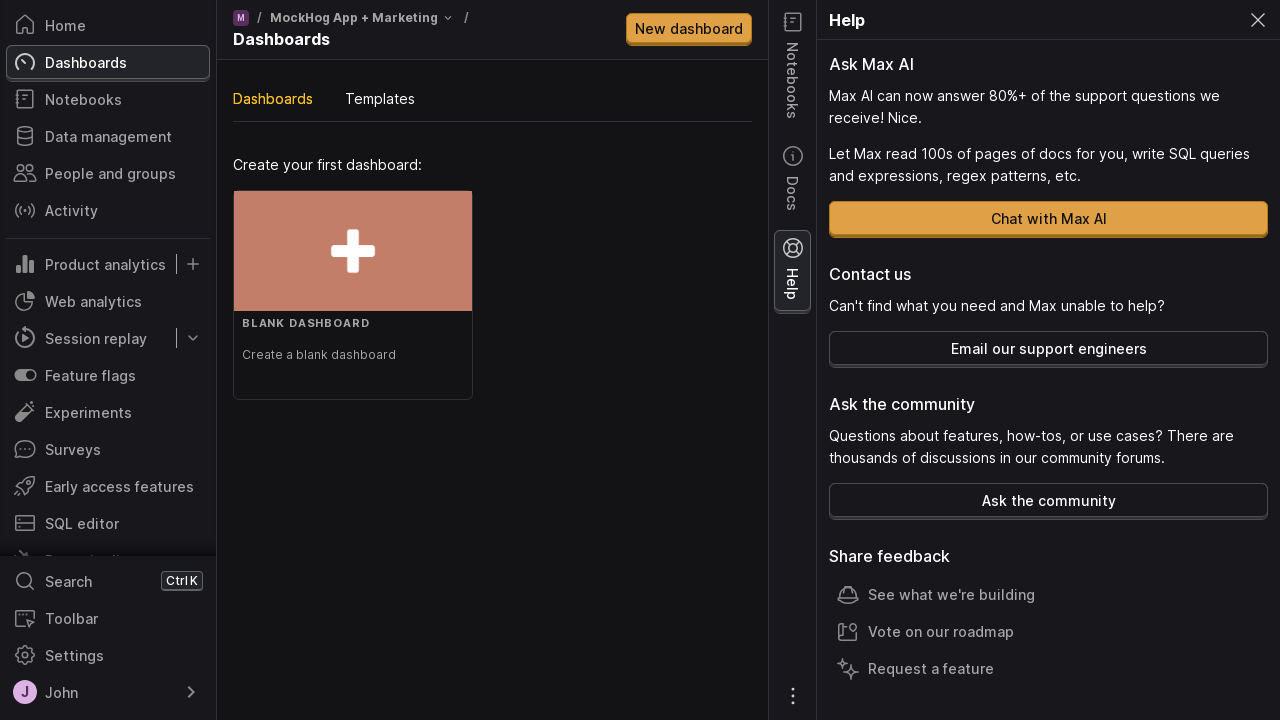 Home
Dashboards
Notebooks
Data management
People and groups
Activity
Product analytics
Web analytics
Session replay
Feature flags
Experiments
Surveys
Early access features
SQL editor
Search Ctrl K
Toolbar
Settings
J John
M / MockHog App + Marketing /
Dashboards
New dashboard
Dashboards Templates
Create your first dashboard:
BLANK DASHBOARD
Create a blank dashboard
Notebooks
Docs
Help
Help
Ask Max AI
Max AI can now answer 80%+ of the support questions we
receive! Nice.
Let Max read 100s of pages of docs for you, write SQL queries
and expressions, regex patterns, etc.
Chat with Max AI
Contact us
Can't find what you need and Max unable to help?
Email our support engineers
Ask the community
Questions about features, how-tos, or use cases? There are
thousands of discussions in our community forums.
Ask the community
Share feedback
See what we're building
Vote on our roadmap
Request a feature